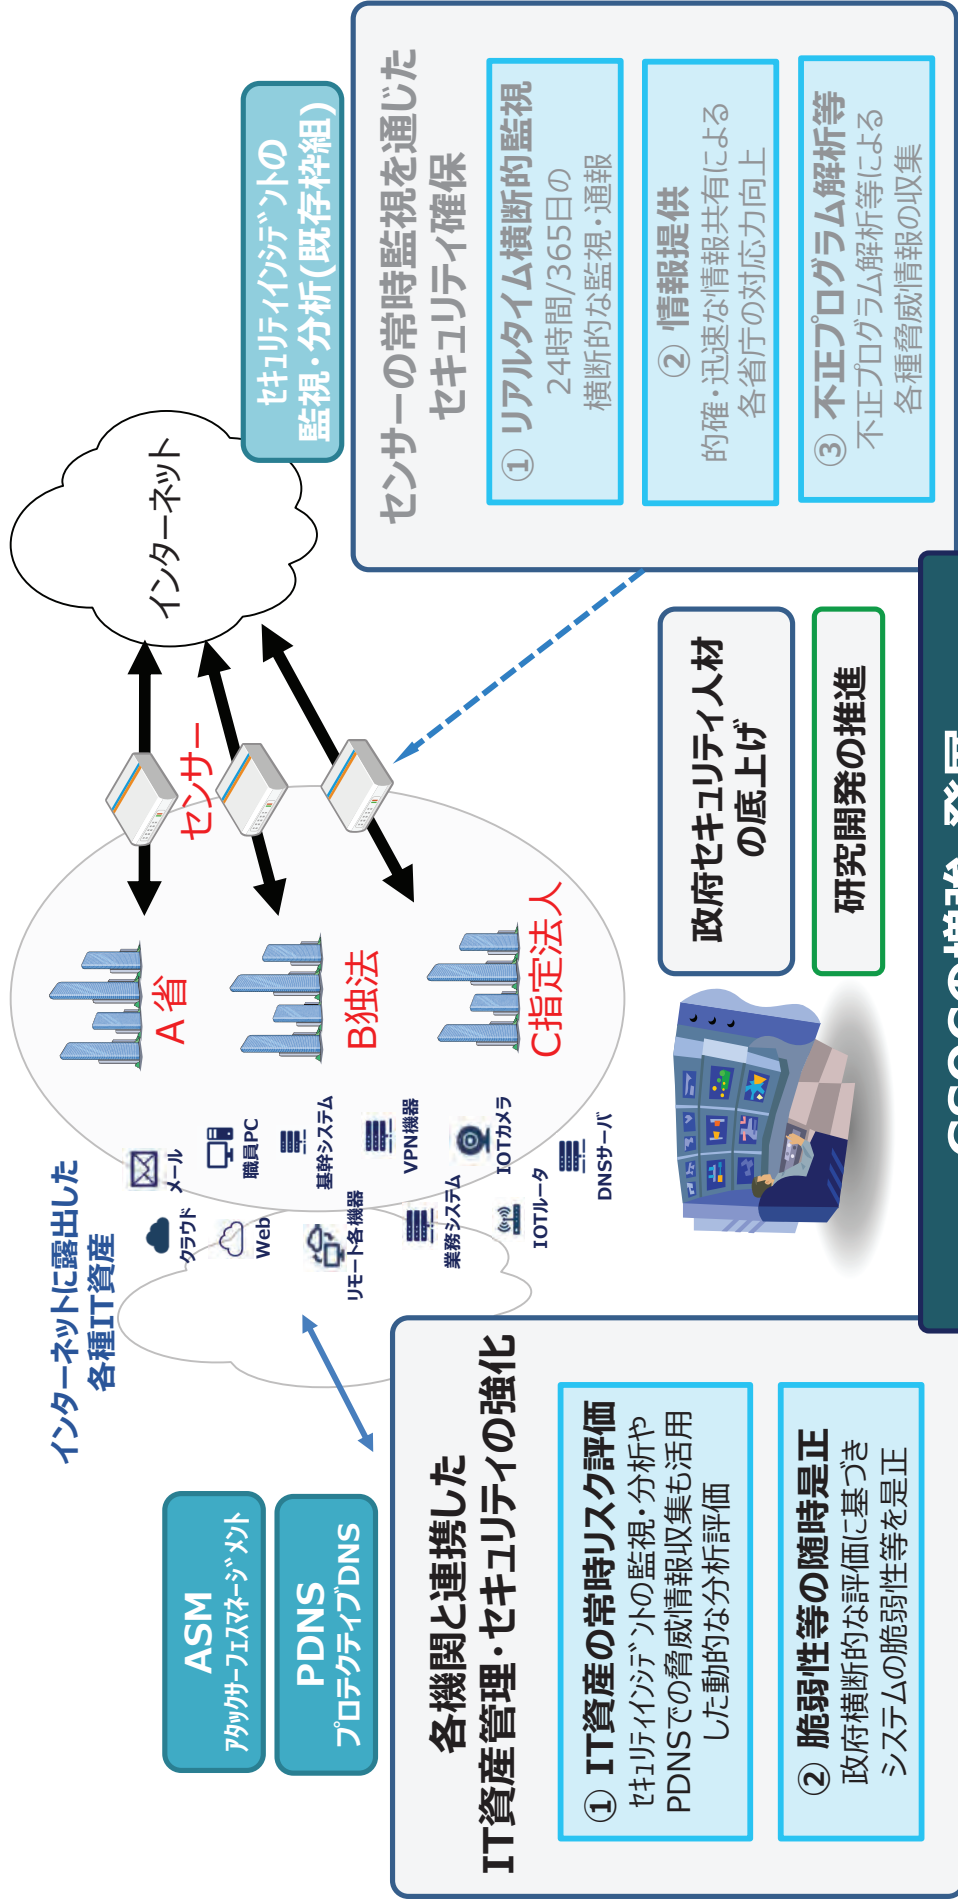 ASM
ｱﾀｯｸｻｰﾌｪｽﾏﾈｰｼﾞﾒﾝﾄ
PDNS
プロテクティブDNS
インターネットに露出した
各種IT資産
クラウド
メール
Web
職員PC
リモート各機器
基幹システム
業務システム
VPN機器
IOTルータ
IOTカメラ
DNSサーバ
A省
B独法
C指定法人
センサー
インターネット
ｾｷｭﾘﾃｨｲﾝｼﾃﾞﾝﾄの
監視・分析(既存枠組)
各機関と連携した
IT資産管理・セキュリティの強化
① IT資産の常時リスク評価
ｾｷｭﾘﾃｨｲﾝｼﾃﾞﾝﾄの監視・分析や
PDNSでの脅威情報収集も活用
した動的な分析評価
② 脆弱性等の随時是正
政府横断的な評価に基づき
システムの脆弱性等を是正
政府セキュリティ人材
の底上げ
研究開発の推進
センサーの常時監視を通じた
セキュリティ確保
① リアルタイム横断的監視
24時間/365日の
横断的な監視・通報
② 情報提供
的確・迅速な情報共有による
各省庁の対応力向上
③ 不正プログラム解析等
不正プログラム解析等による
各種脅威情報の収集